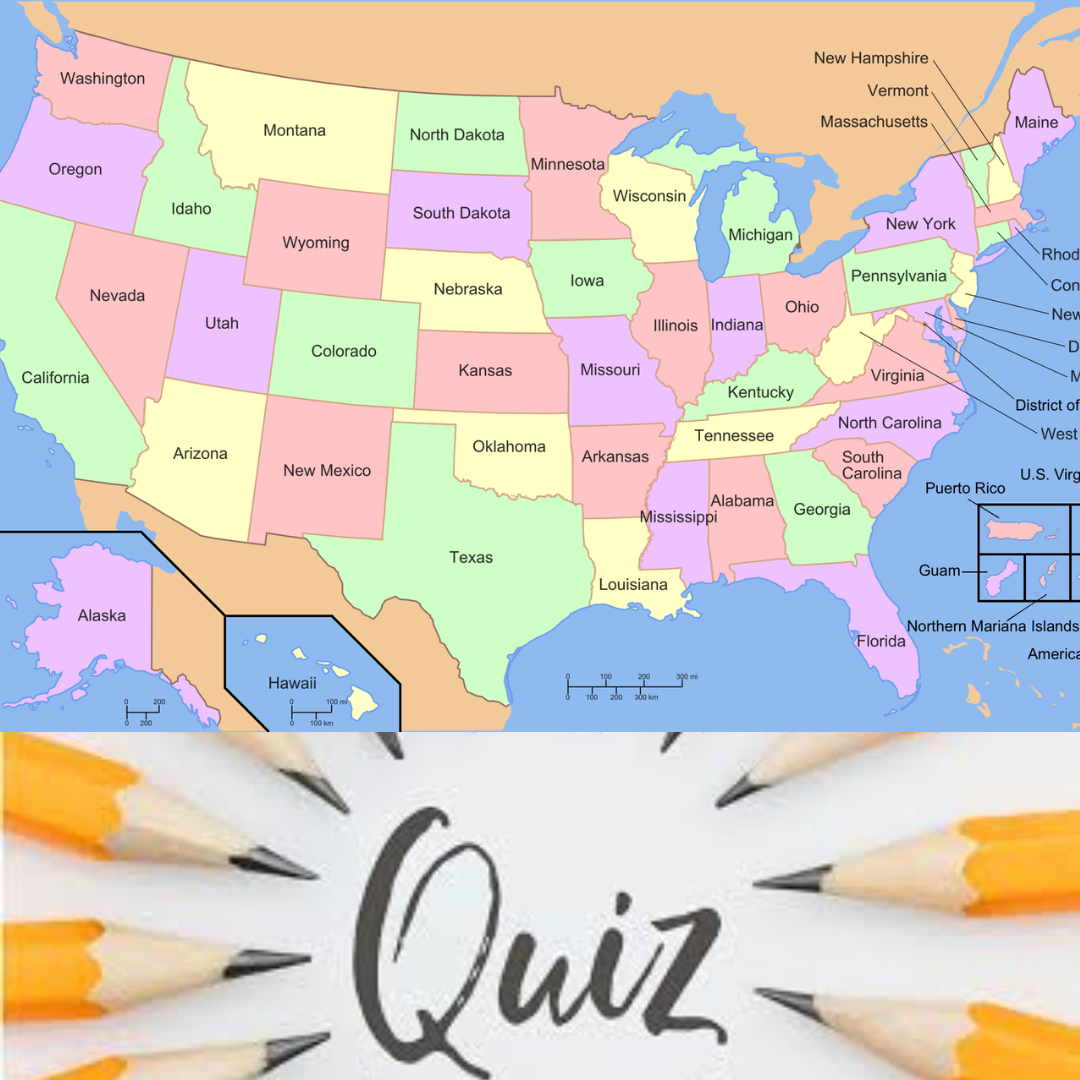 New Hampshire
Vermont
Massachusetts
Washington
Montana
North Dakota
Minnesota
Maine
Oregon
Idaho
South Dakota
Wisconsin
Wyoming
Michigan
New York
Rhod
Con
New
D
M
District of
West
Nevada
Utah
Colorado
Nebraska
Iowa
Illinois
Indiana
Ohio
Pennsylvania
California
Kansas
Missouri
Kentucky
Virginia
Arizona
New Mexico
Oklahoma
Arkansas
Tennessee
North Carolina
South
Carolina
Texas
Louisiana
Mississippi
Alabama
Georgia
Florida
U.S. Virg
Puerto Rico
Guam
Northern Mariana Islands
America
Alaska
0 200
0 200
Hawaii
0 100 mi
0 100 km
0 100 200 300 mi
0 100 200 300 km
Quiz